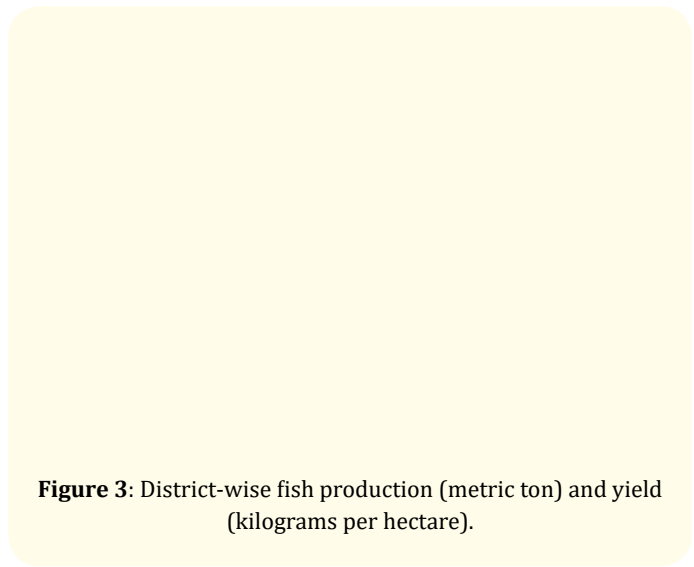 Figure 3: District-wise fish production (metric ton) and yield
(kilograms per hectare).